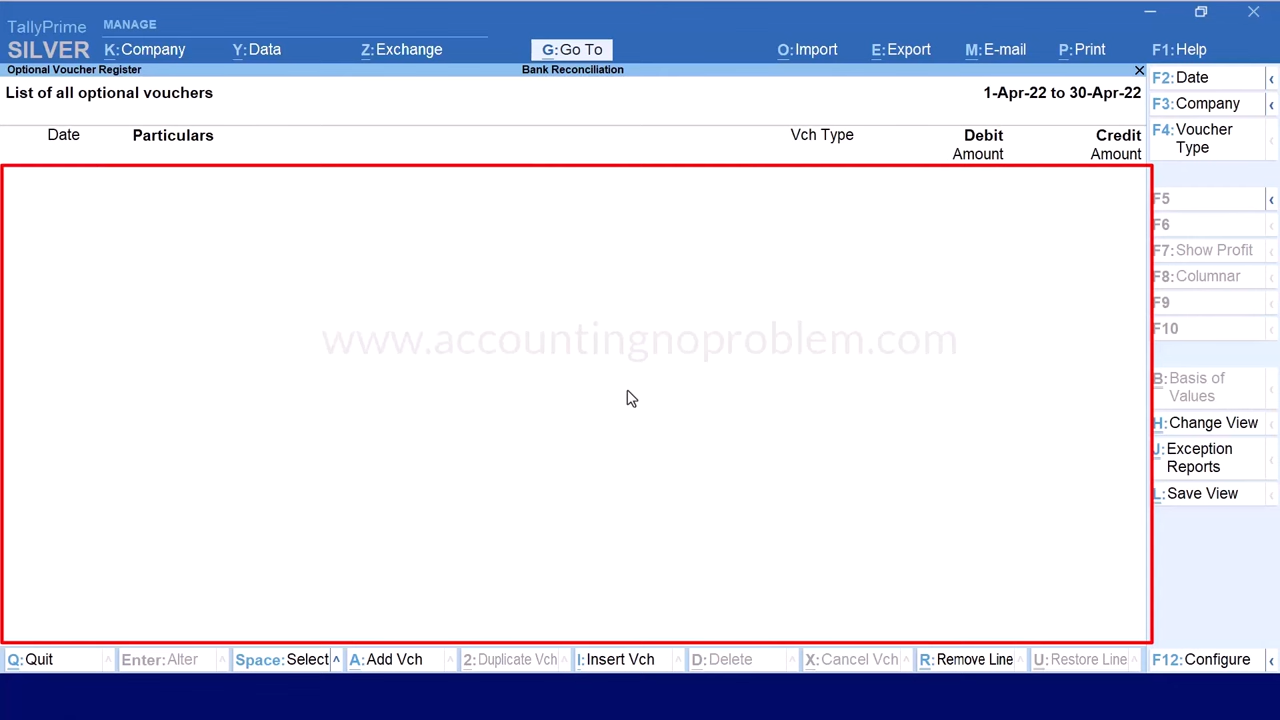 TallyPrime
MANAGE
SILVER
K:Company
Y:Data
Z:Exchange
G:Go To
O:Import
E:Export
M:E-mail
P:Print
F1:Help
Optional Voucher Register
Bank Reconciliation
List of all optional vouchers
1-Apr-22 to 30-Apr-22
Date
Particulars
Vch Type
Debit
Amount
Credit
Amount
F2:Date
F3:Company
F4:Voucher
Type
F5
F6
F7:Show Profit
F8:Columnar
F9
F10
B:Basis of
Values
H:Change View
J:Exception
Reports
L:Save View
www.accountingnoproblem.com
Q:Quit
Enter:Alter
Space:Select
A:Add Vch
2:Duplicate Vch
I:Insert Vch
D:Delete
X:Cancel Vch
R:Remove Line
U:Restore Line
F12:Configure